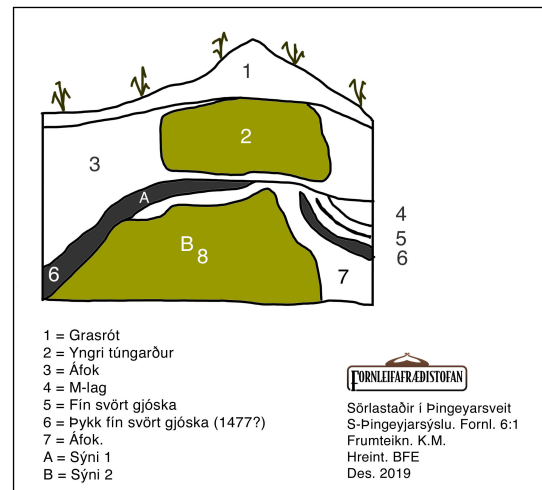 1
2
3
A
4
B
8
5
6
6
7
1 = Grasrót
2 = Yngri túngarður
3 = Áfok
4 = M-lag
5 = Fín svört gjóska
6 = Þykk fín svört gjóska (1477?)
7 = Áfok.
A = Sýni 1
B = Sýni 2
FORNLEIFAFRÆÐISTOFAN
Sörlastaðir í Þingeyarsveit
S-Þingeyjarsýslu. Fornl. 6:1
Frumteikn. K.M.
Hreint. BFE
Des. 2019